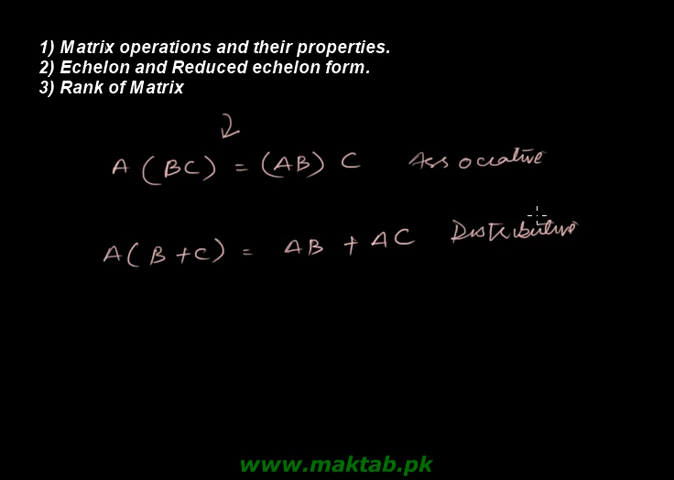 1) Matrix operations and their properties.
2) Echelon and Reduced echelon form.
3) Rank of Matrix
2
A (BC) = (AB) C Associative
A(B+C) = AB + AC Distributive
www.maktab.pk